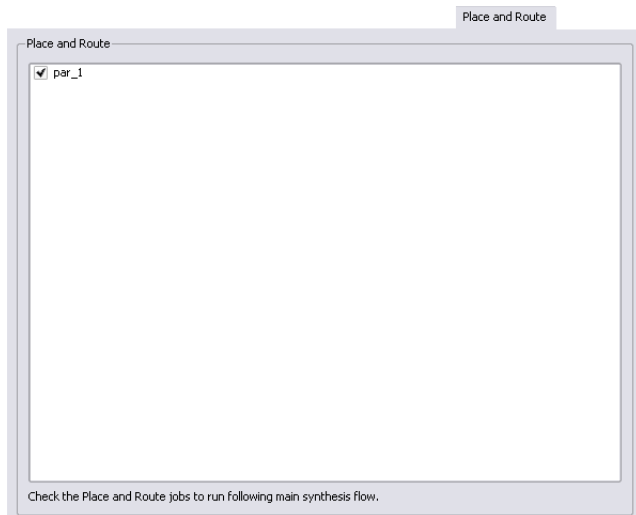 Place and Route
Place and Route
par_1
Check the Place and Route jobs to run following main synthesis flow.